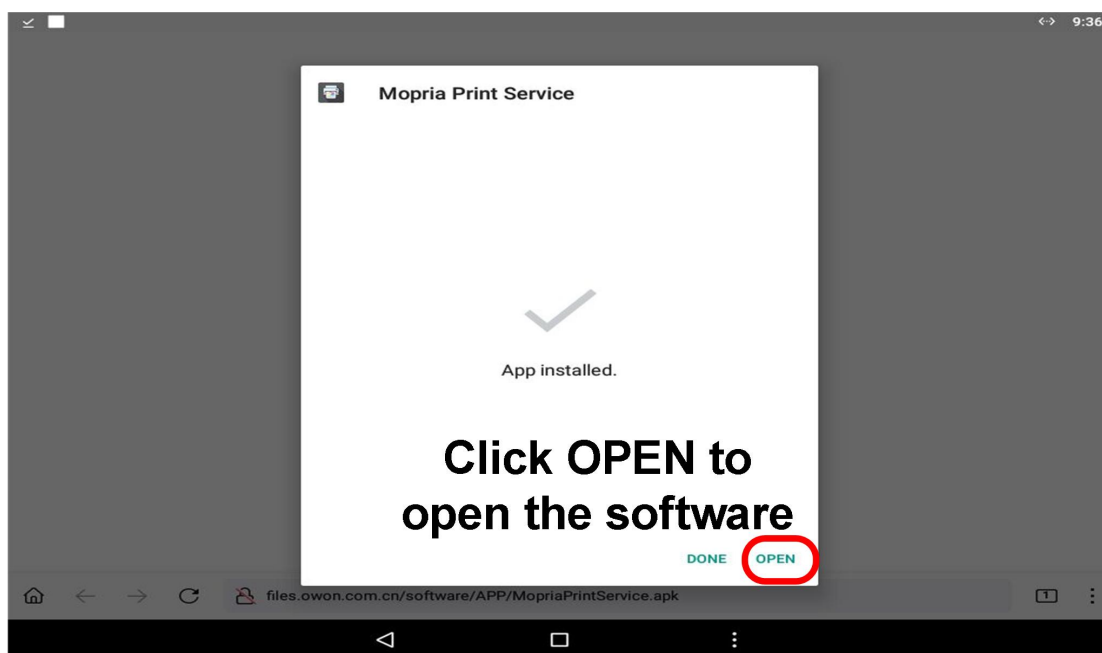 9:36
Mopria Print Service
App installed.
Click OPEN to
open the software
DONE OPEN
files.owon.com.cn/software/APP/MopriaPrintService.apk
1